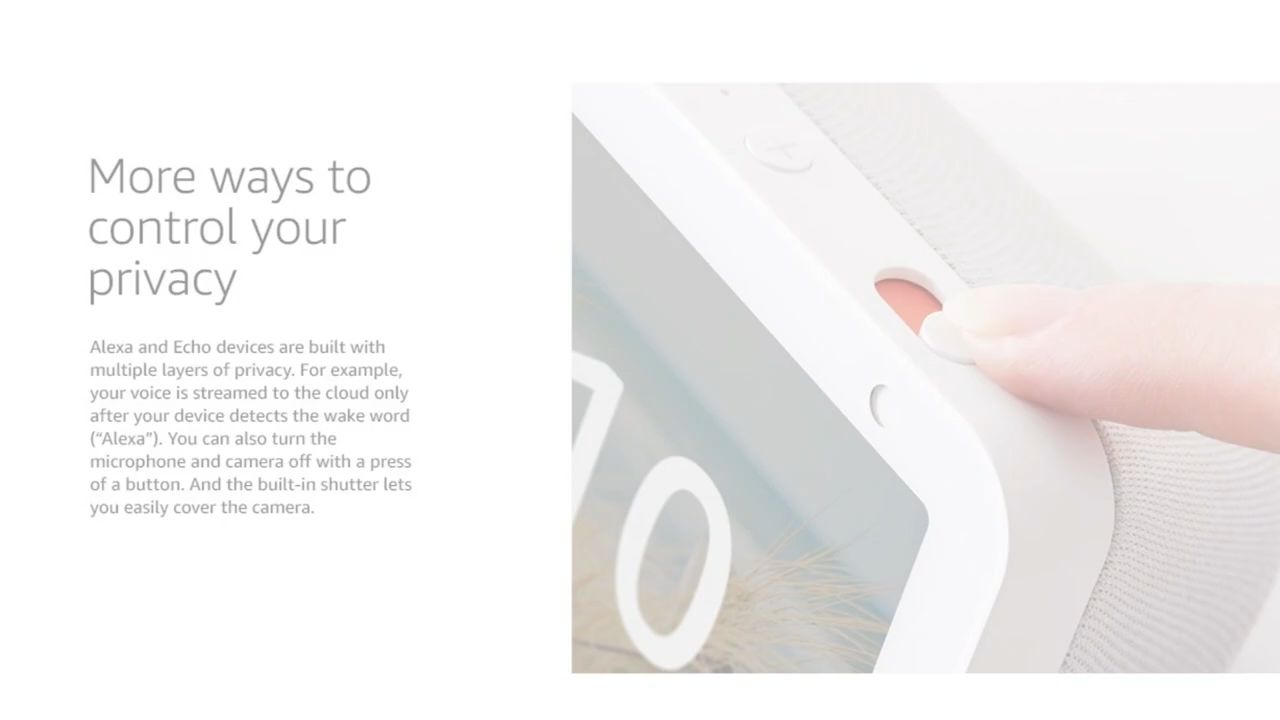 More ways to
control your
privacy
Alexa and Echo devices are built with
multiple layers of privacy. For example,
your voice is streamed to the cloud only
after your device detects the wake word
(“Alexa”). You can also turn the
microphone and camera off with a press
of a button. And the built-in shutter lets
you easily cover the camera.
0